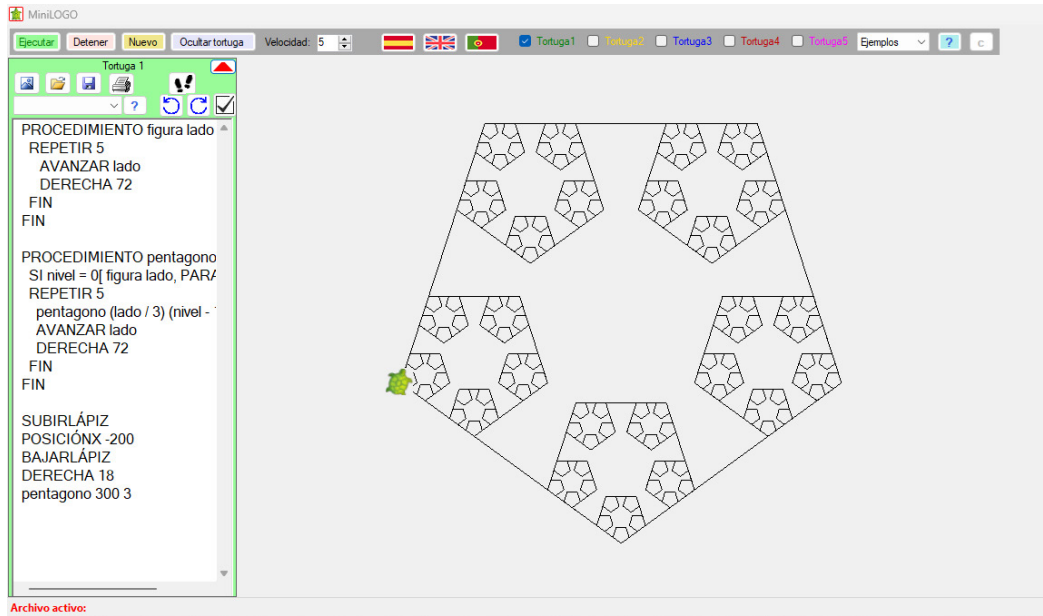 MiniLOGO
Ejecutar Detener Nuevo Ocultar tortuga Velocidad: 5 Tortuga1 Tortuga2 Tortuga3 Tortuga4 Tortuga5 Ejemplos ? c
Tortuga 1
?
PROCEDIMIENTO figura lado
REPETIR 5
AVANZAR lado
DERECHA 72
FIN
FIN
PROCEDIMIENTO pentagono
SI nivel = 0[ figura lado, PARA
REPETIR 5
pentagono (lado / 3) (nivel -
AVANZAR lado
DERECHA 72
FIN
FIN
SUBIRLÁPIZ
POSICIÓNX -200
BAJARLÁPIZ
DERECHA 18
pentagono 300 3
Archivo activo: